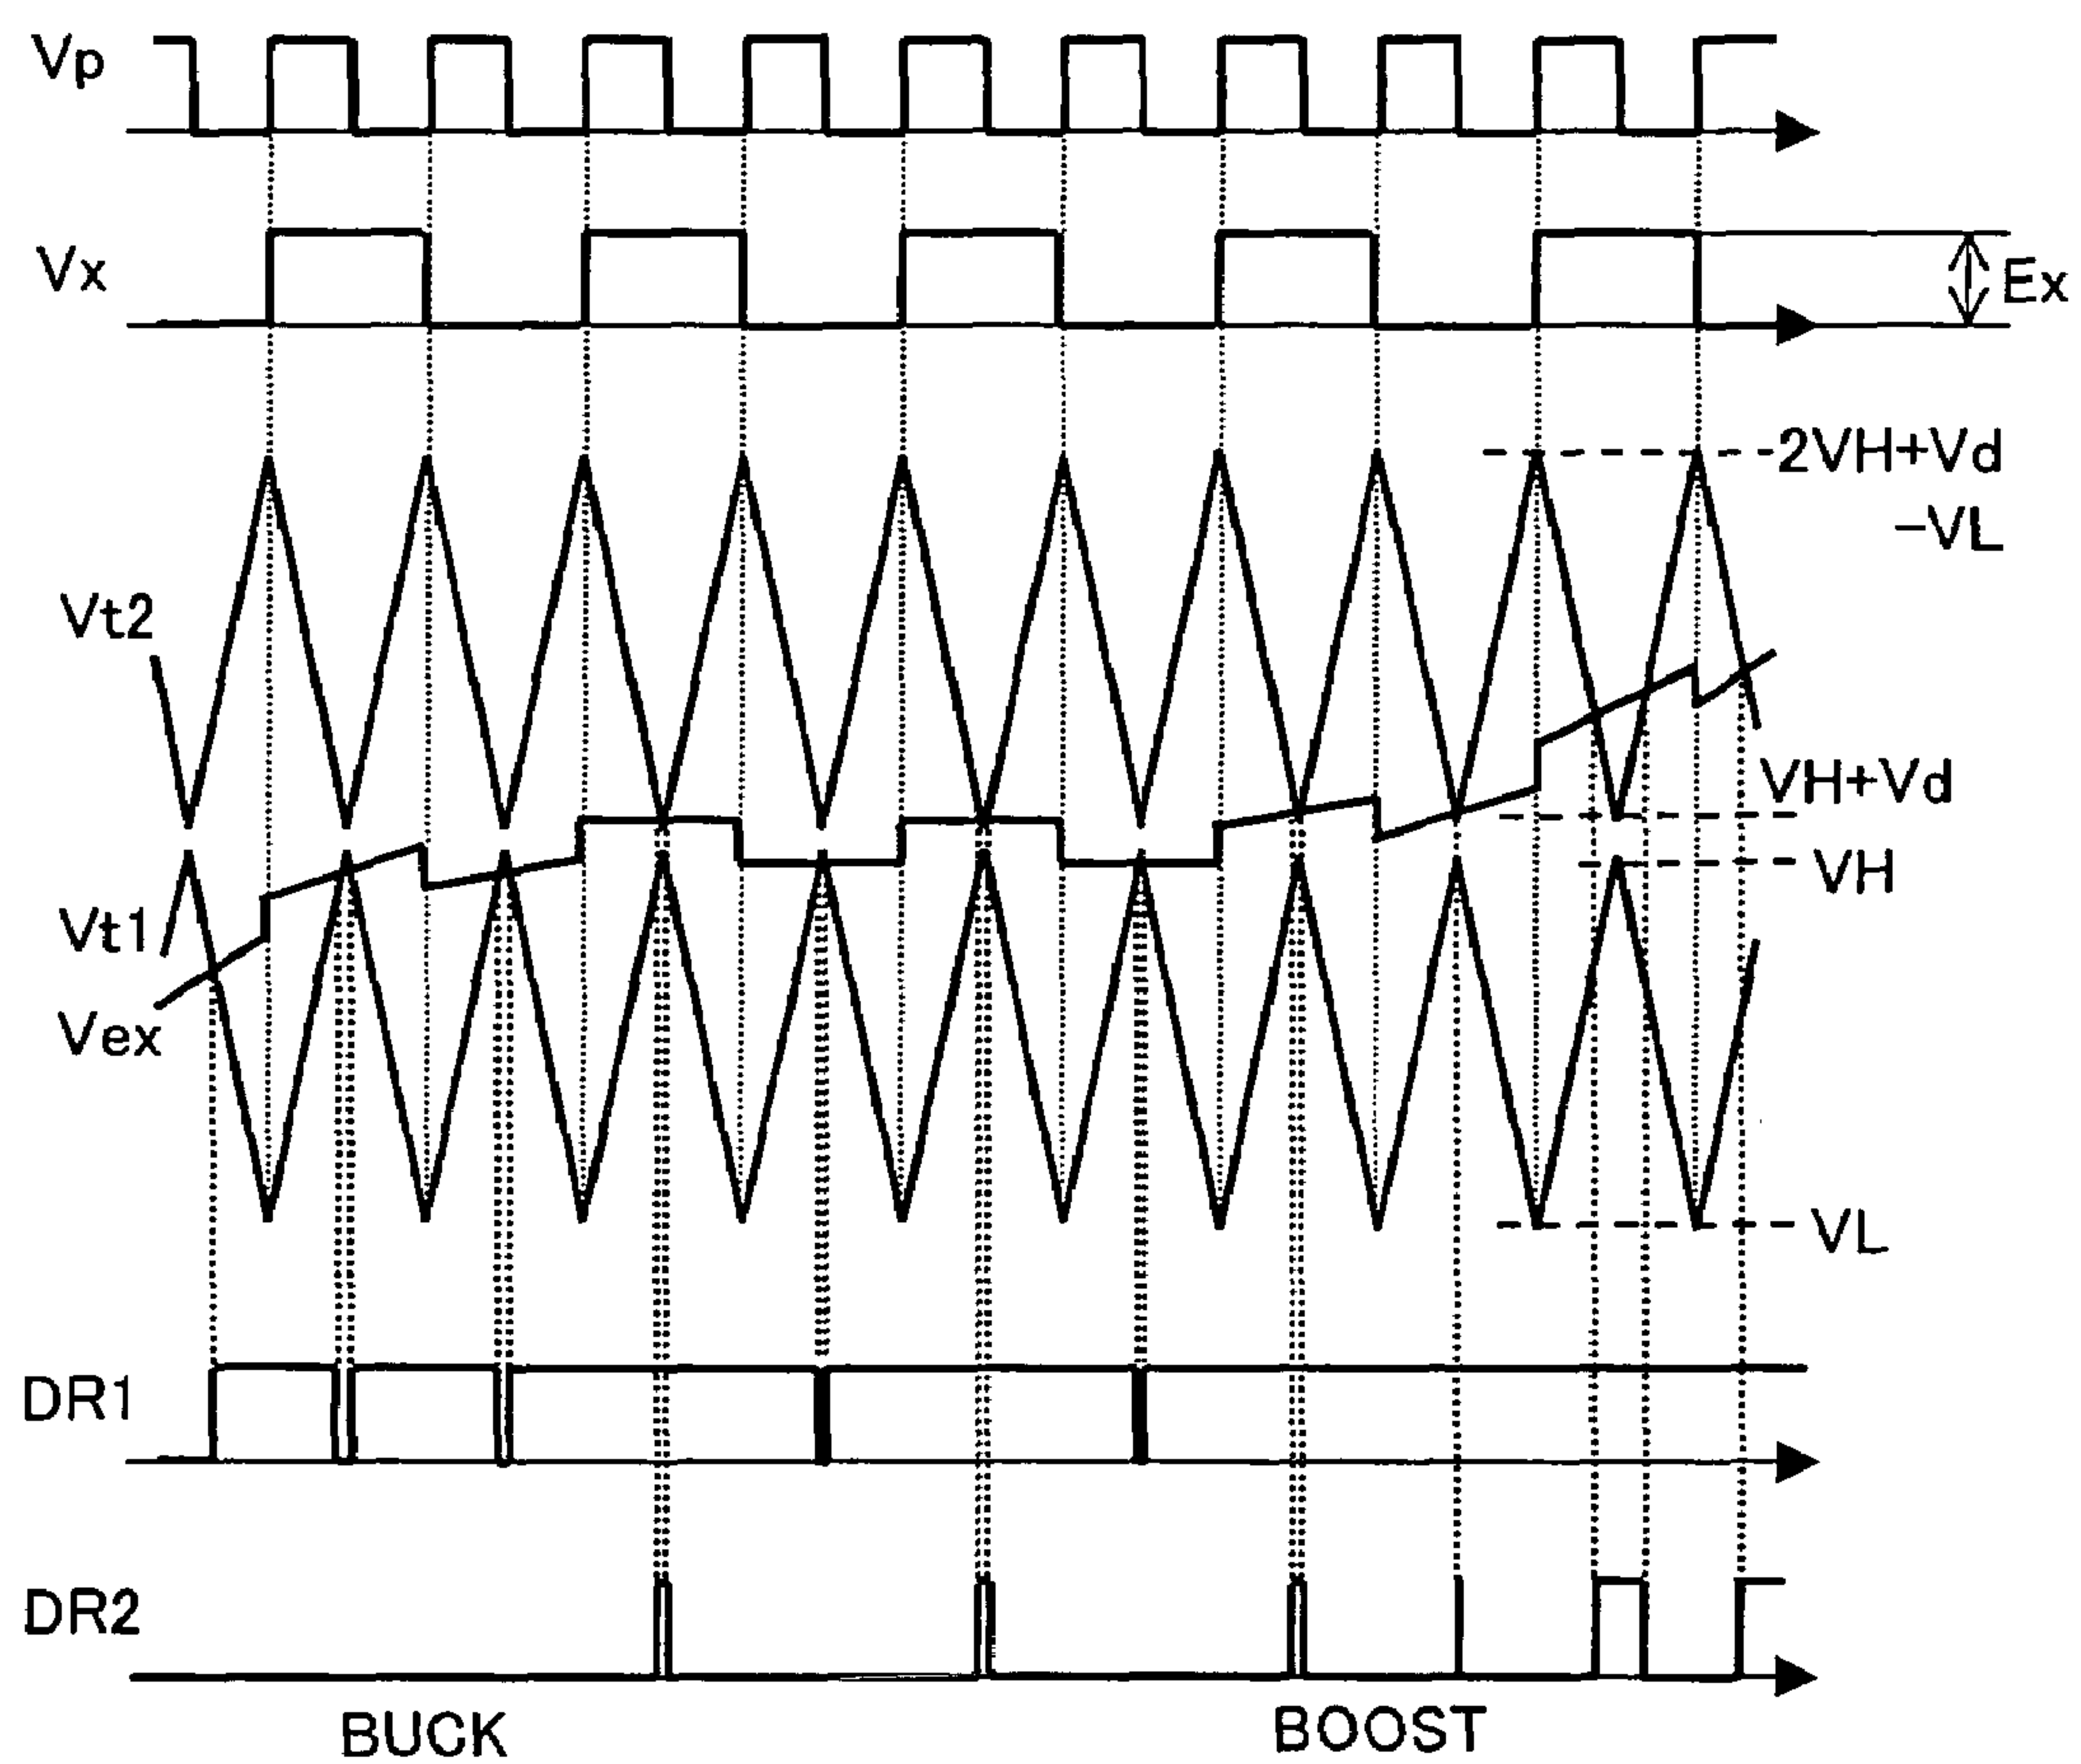 Vp
Vx
Ex
2VH+Vd
-VL
Vt2
VH+Vd
VH
Vt1
Vex
VL
DR1
DR2
BUCK
BOOST